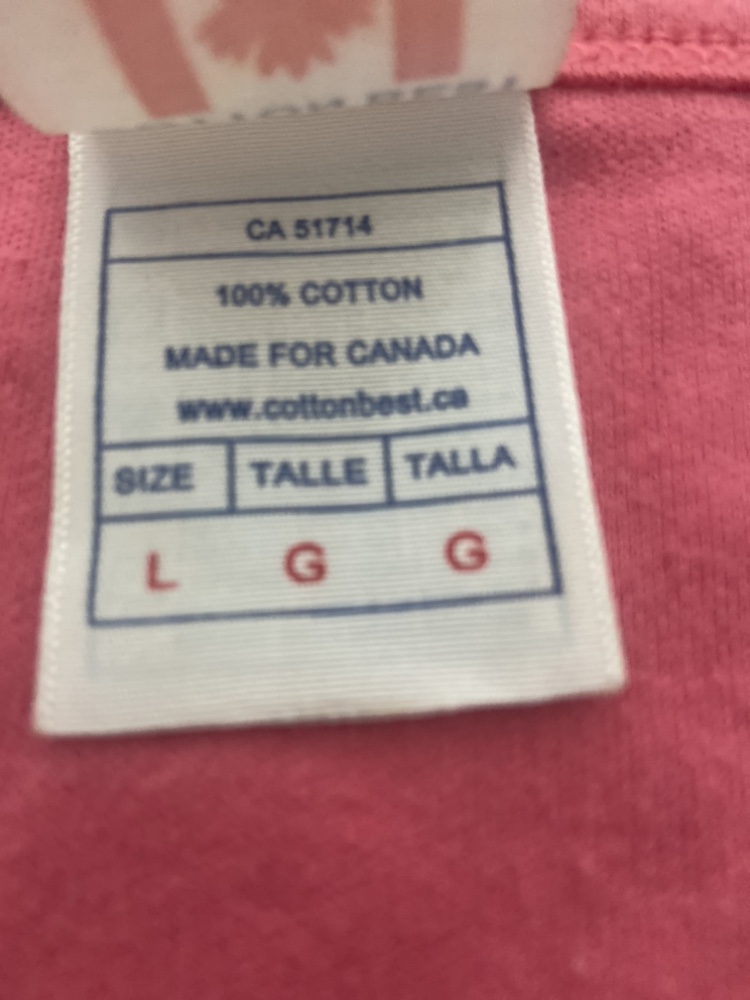 CA 51714
100% COTTON
MADE FOR CANADA
www.cottonbest.ca
SIZE TALLE TALLA
L G G